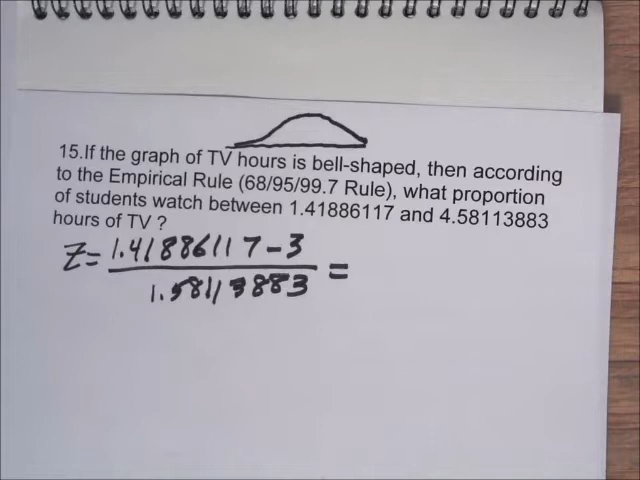 15.If the graph of TV hours is bell-shaped, then according
to the Empirical Rule (68/95/99.7 Rule), what proportion
of students watch between 1.41886117 and 4.58113883
hours of TV ?
Z= 1.41886117-3
1.58113883 =